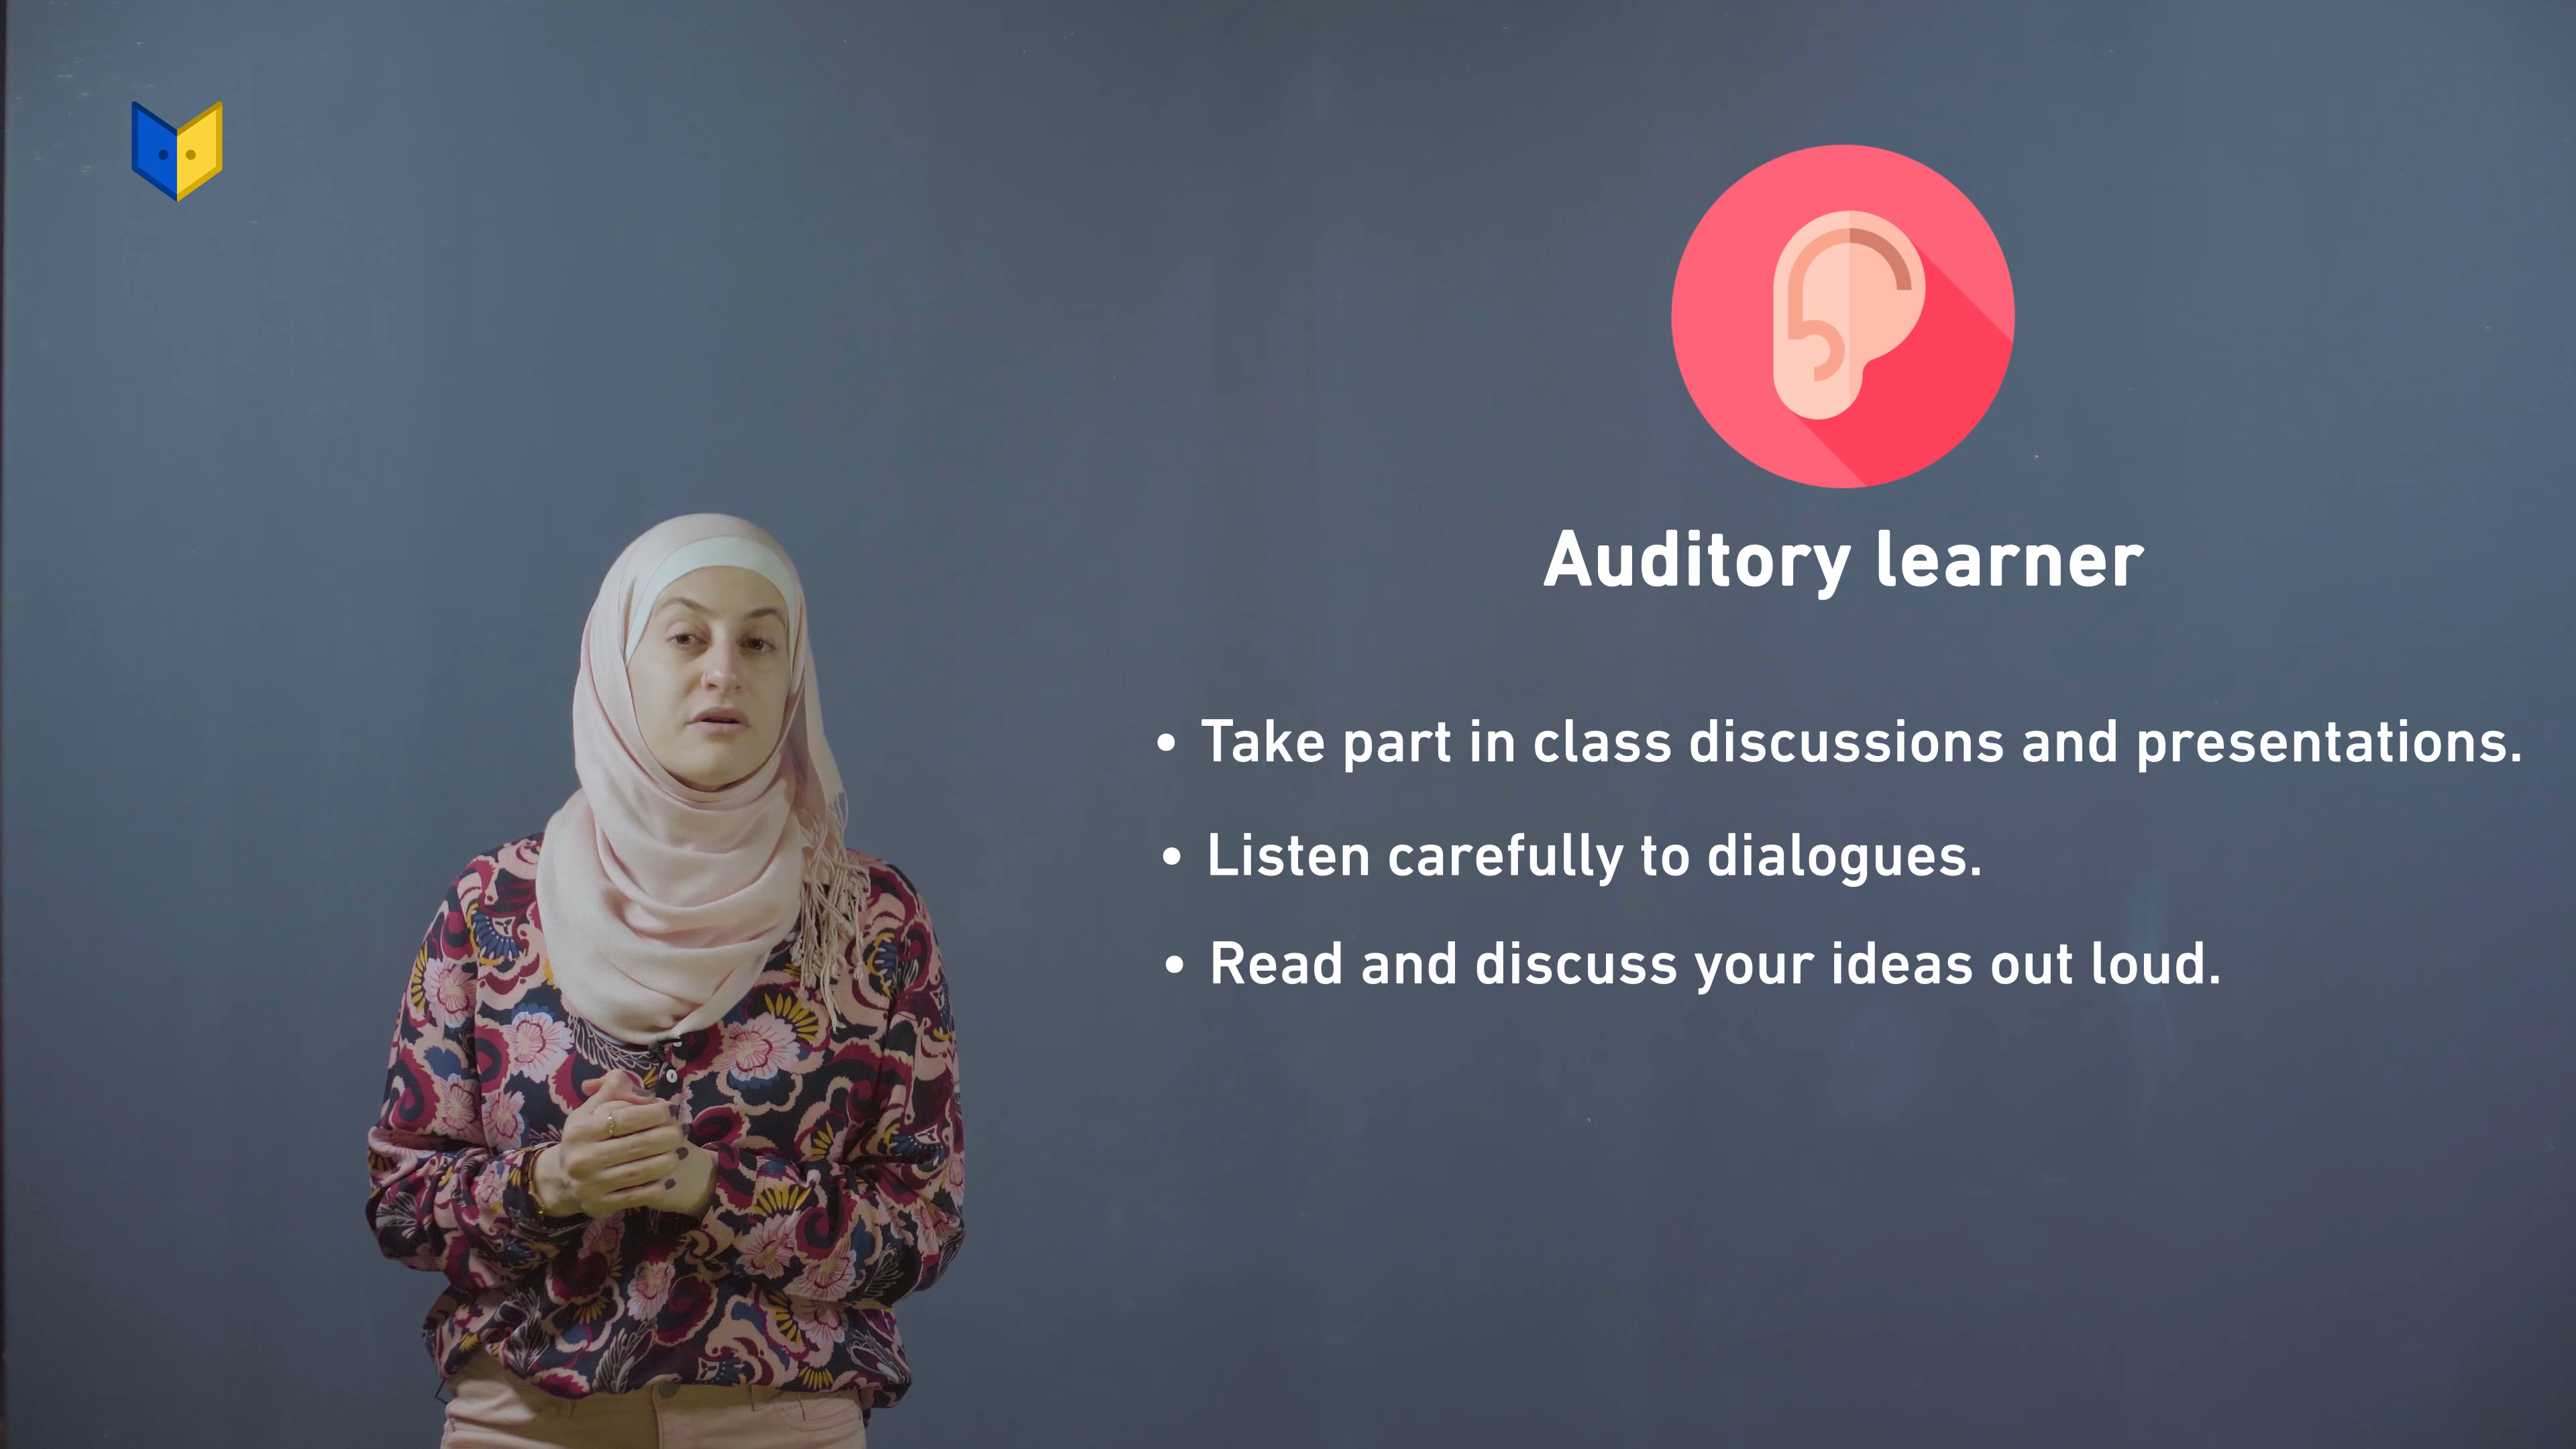 Auditory learner
• Take part in class discussions and presentations.
• Listen carefully to dialogues.
• Read and discuss your ideas out loud.